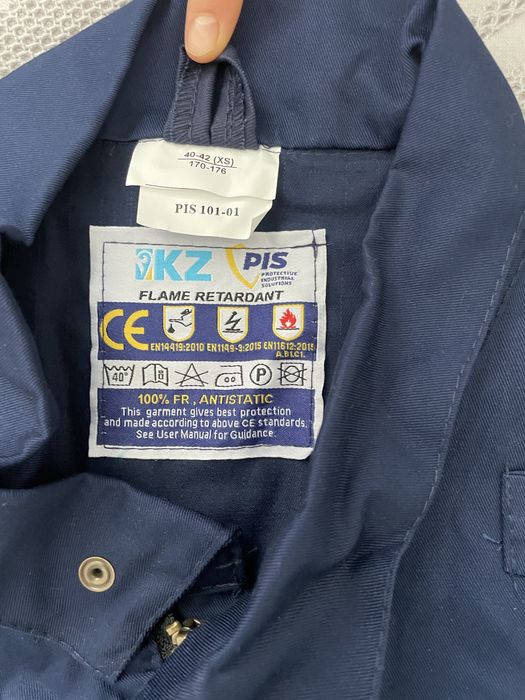 40-42 (XS)
170-176
PIS 101-01
KZ
PIS
PROTECTIVE
INDUSTRIAL
SOLUTIONS
FLAME RETARDANT
CE
EN14419:2010 EN1149-3:2015 EN11612:2015
A.B1.C1.
40° P
100% FR , ANTISTATIC
This garment gives best protection
and made according to above CE standards.
See User Manual for Guidance.